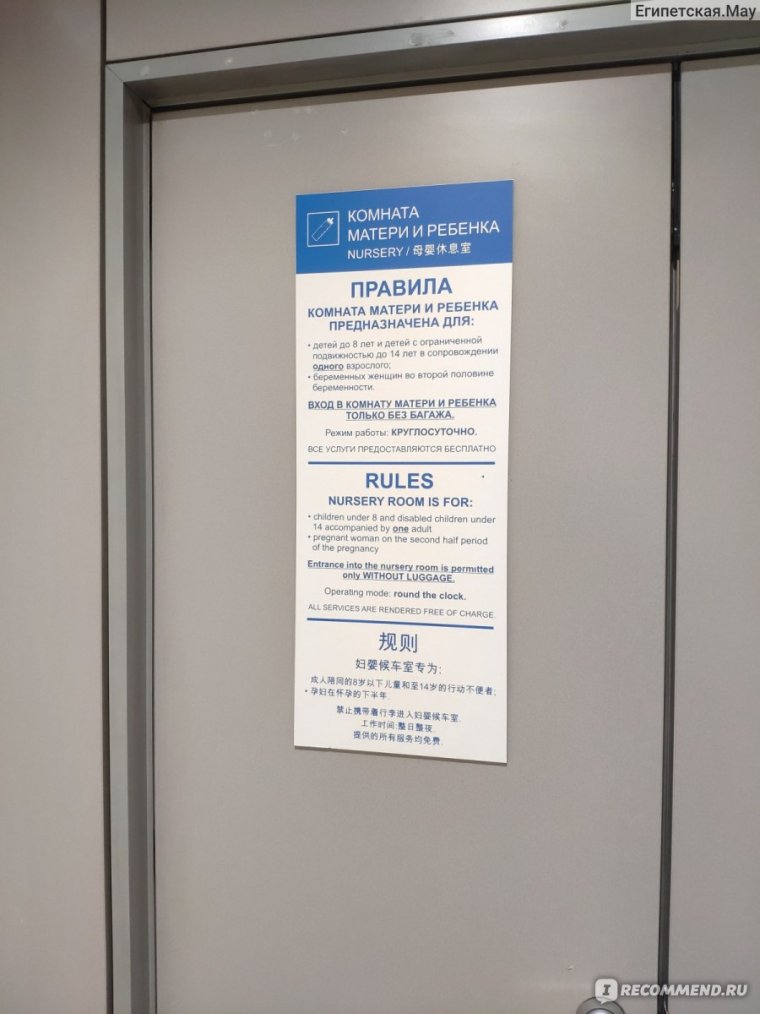 Египетская.Мау
КОМНАТА
МАТЕРИ И РЕБЕНКА
NURSERY / 母婴休息室
ПРАВИЛА
КОМНАТА МАТЕРИ И РЕБЕНКА
ПРЕДНАЗНАЧЕНА ДЛЯ:
• детей до 8 лет и детей с ограниченной
подвижностью до 14 лет в сопровождении
одного взрослого;
• беременных женщин во второй половине
беременности.
ВХОД В КОМНАТУ МАТЕРИ И РЕБЕНКА
ТОЛЬКО БЕЗ БАГАЖА.
Режим работы: КРУГЛОСУТОЧНО.
ВСЕ УСЛУГИ ПРЕДОСТАВЛЯЮТСЯ БЕСПЛАТНО
RULES
NURSERY ROOM IS FOR:
• children under 8 and disabled children under
14 accompanied by one adult
• pregnant woman on the second half period
of the pregnancy
Entrance into the nursery room is permitted
only WITHOUT LUGGAGE.
Operating mode: round the clock.
ALL SERVICES ARE RENDERED FREE OF CHARGE.
规则
妇婴候车室专为:
成人陪同的8岁以下儿童和至14岁的行动不便者;
• 孕妇在怀孕的下半年.
禁止携带着行李进入妇婴候车室.
工作时间:整日整夜.
提供的所有服务均免费.
IRECOMMEND.RU